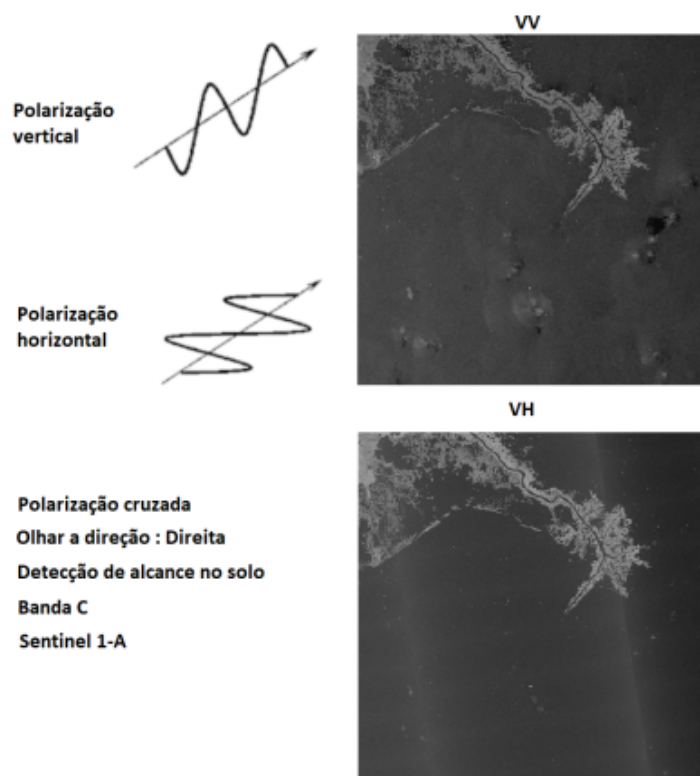 VV
Polarização
vertical
Polarização
horizontal
VH
Polarização cruzada
Olhar a direção : Direita
Detecção de alcance no solo
Banda C
Sentinel 1-A